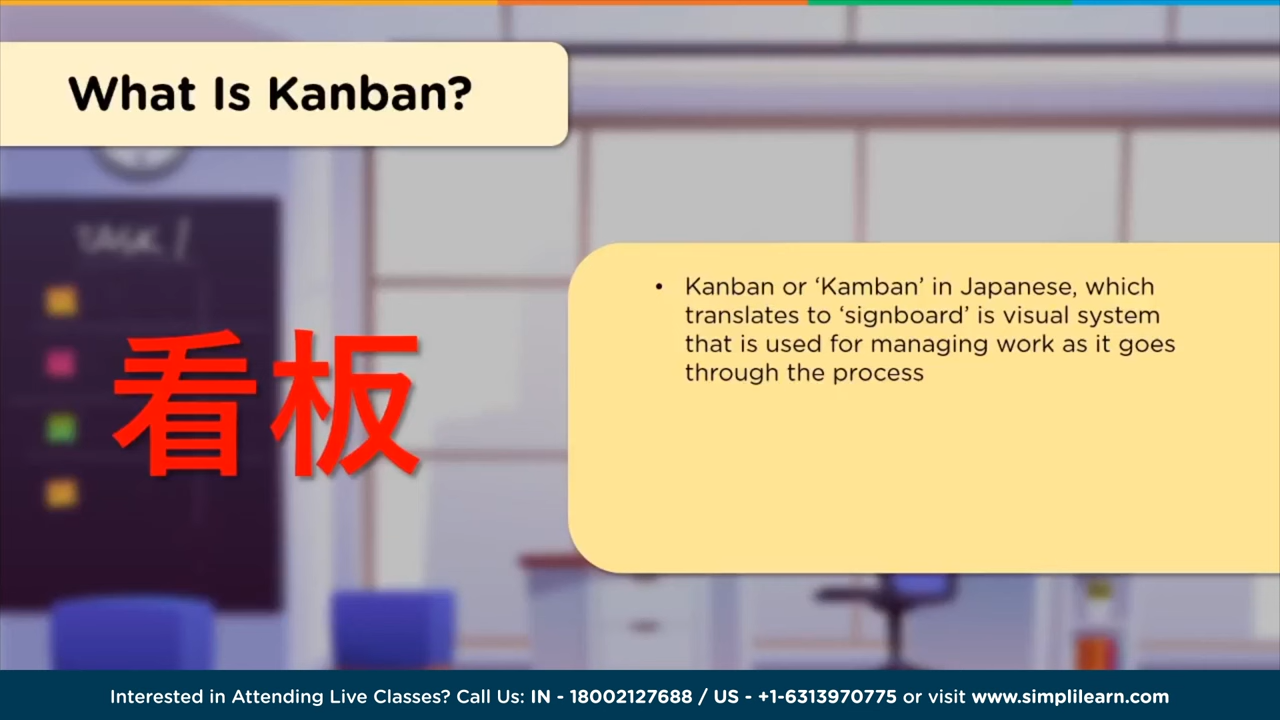 What Is Kanban?
TASK /
看板
• Kanban or ‘Kamban’ in Japanese, which
translates to ‘signboard’ is visual system
that is used for managing work as it goes
through the process
Interested in Attending Live Classes? Call Us: IN - 18002127688 / US - +1-6313970775 or visit www.simplilearn.com